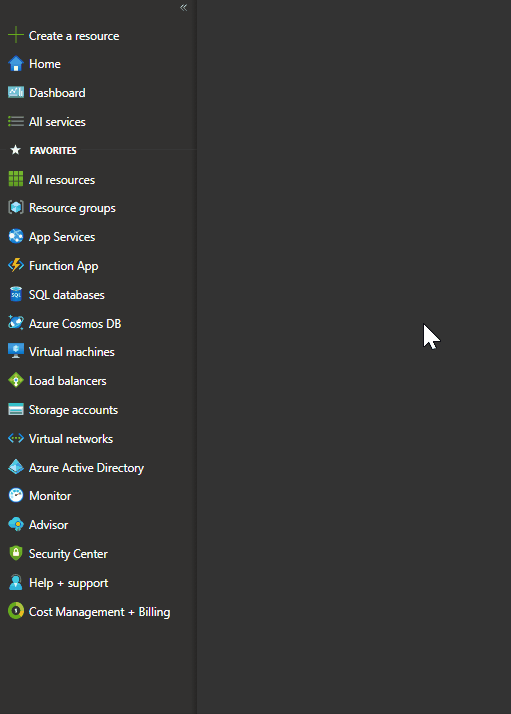 «
Create a resource
Home
Dashboard
All services
FAVORITES
All resources
Resource groups
App Services
Function App
SQL databases
Azure Cosmos DB
Virtual machines
Load balancers
Storage accounts
Virtual networks
Azure Active Directory
Monitor
Advisor
Security Center
Help + support
Cost Management + Billing